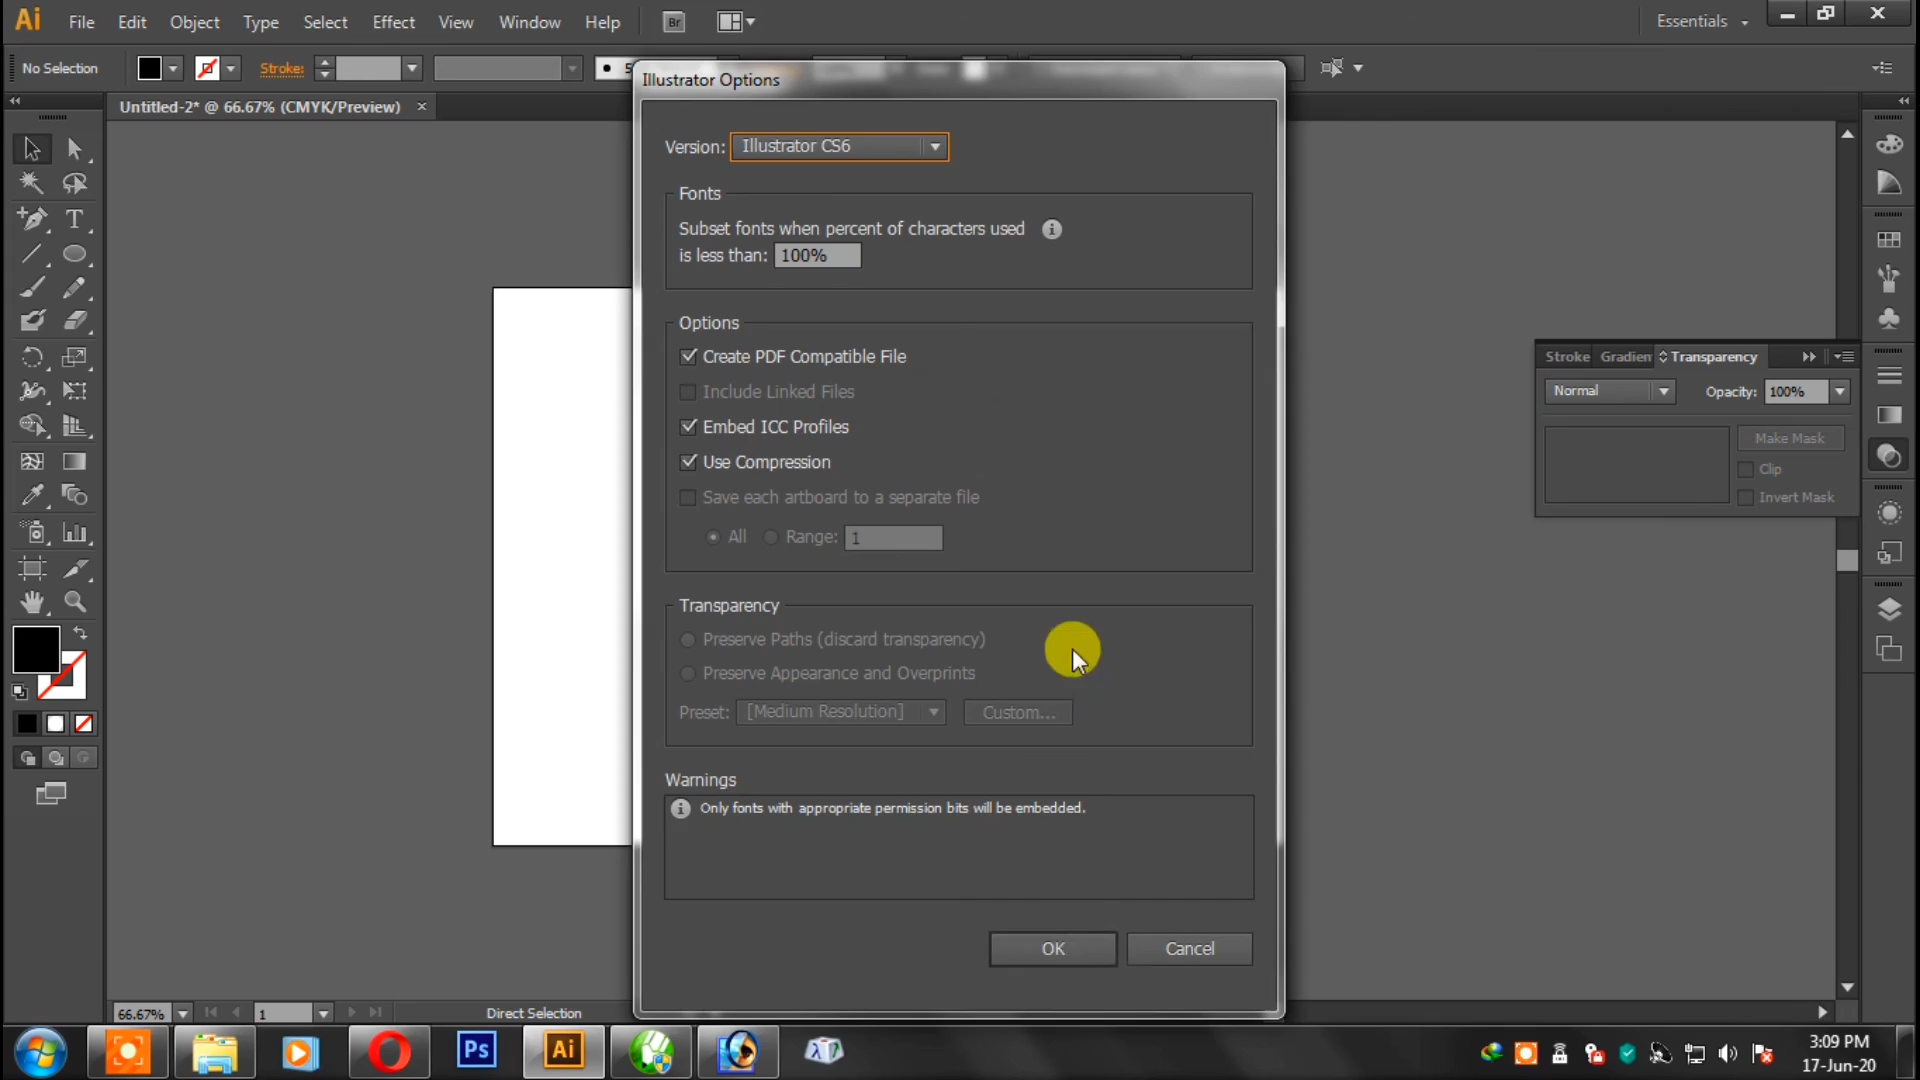 Ai File Edit Object Type Select Effect View Window Help Br Essentials
No Selection Stroke: 5
Illustrator Options
Untitled-2* @ 66.67% (CMYK/Preview)
Version: Illustrator CS6
Fonts
Subset fonts when percent of characters used
is less than: 100%
Options
Create PDF Compatible File
Include Linked Files
Embed ICC Profiles
Use Compression
Save each artboard to a separate file
All Range: 1
Transparency
Preserve Paths (discard transparency)
Preserve Appearance and Overprints
Preset: [Medium Resolution] Custom...
Warnings
Only fonts with appropriate permission bits will be embedded.
OK Cancel
Stroke Gradien Transparency
Normal Opacity: 100%
Make Mask
Clip
Invert Mask
66.67% 1 Direct Selection
Ps Ai
3:09 PM
17-Jun-20